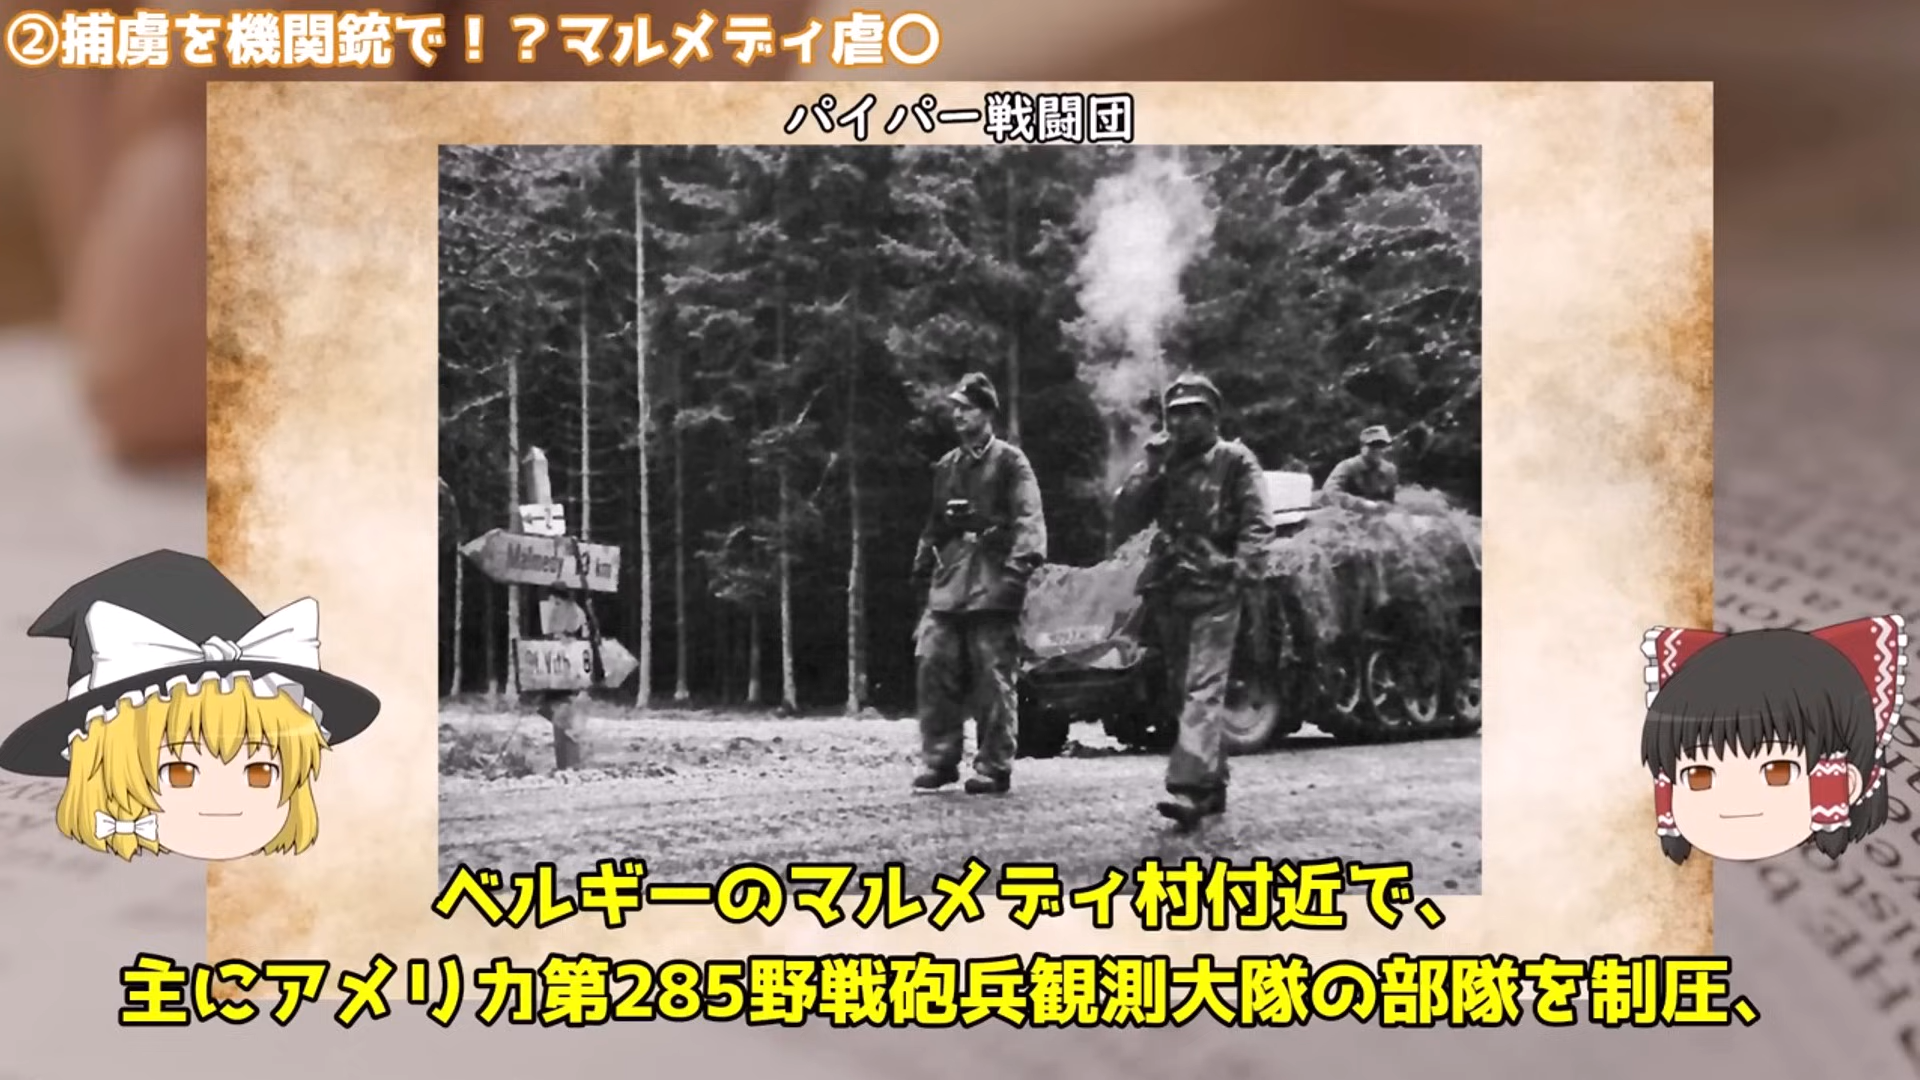 ②捕虜を機関銃で！？マルメディ虐〇
パイパー戦闘団
Malmedy 13 km
St. Vith 8
ベルギーのマルメディ村付近で、
主にアメリカ第285野戦砲兵観測大隊の部隊を制圧、